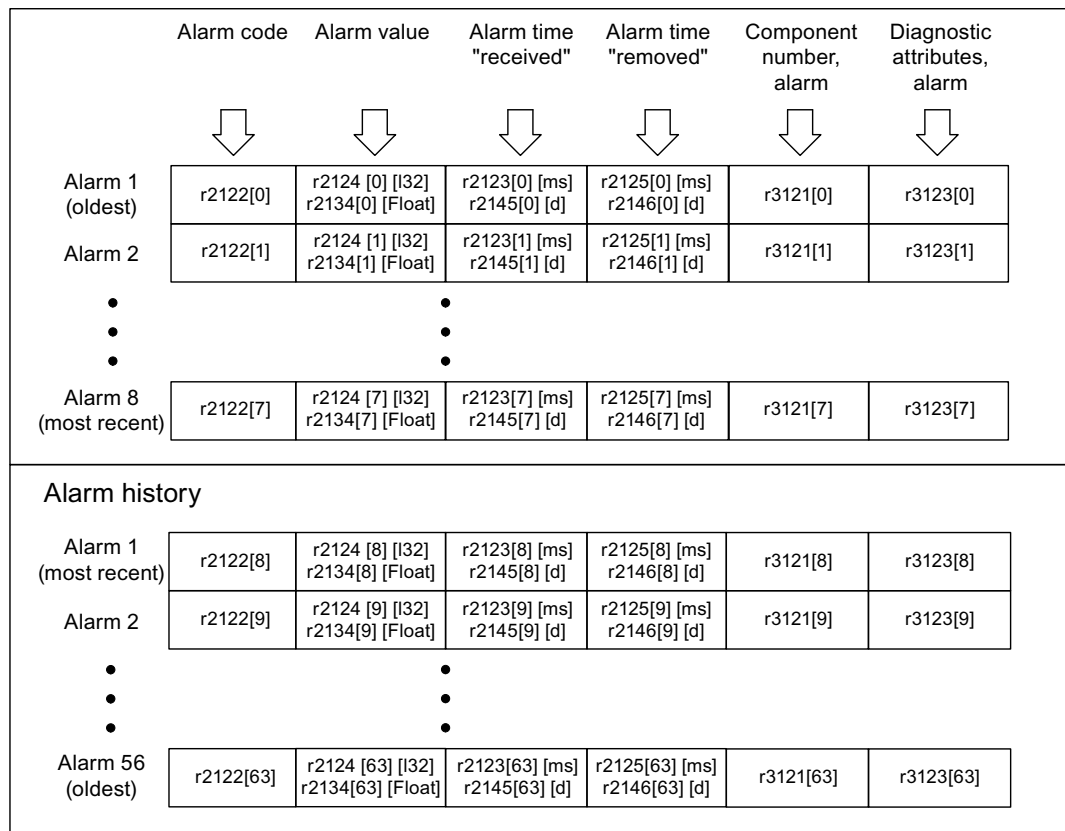 Alarm code Alarm value Alarm time "received" Alarm time "removed" Component number, alarm Diagnostic attributes, alarm
Alarm 1 (oldest) r2122[0] r2124 [0] [I32] r2134[0] [Float] r2123[0] [ms] r2145[0] [d] r2125[0] [ms] r2146[0] [d] r3121[0] r3123[0]
Alarm 2 r2122[1] r2124 [1] [I32] r2134[1] [Float] r2123[1] [ms] r2145[1] [d] r2125[1] [ms] r2146[1] [d] r3121[1] r3123[1]
Alarm 8 (most recent) r2122[7] r2124 [7] [I32] r2134[7] [Float] r2123[7] [ms] r2145[7] [d] r2125[7] [ms] r2146[7] [d] r3121[7] r3123[7]
Alarm history
Alarm 1 (most recent) r2122[8] r2124 [8] [I32] r2134[8] [Float] r2123[8] [ms] r2145[8] [d] r2125[8] [ms] r2146[8] [d] r3121[8] r3123[8]
Alarm 2 r2122[9] r2124 [9] [I32] r2134[9] [Float] r2123[9] [ms] r2145[9] [d] r2125[9] [ms] r2146[9] [d] r3121[9] r3123[9]
Alarm 56 (oldest) r2122[63] r2124 [63] [I32] r2134[63] [Float] r2123[63] [ms] r2145[63] [d] r2125[63] [ms] r2146[63] [d] r3121[63] r3123[63]